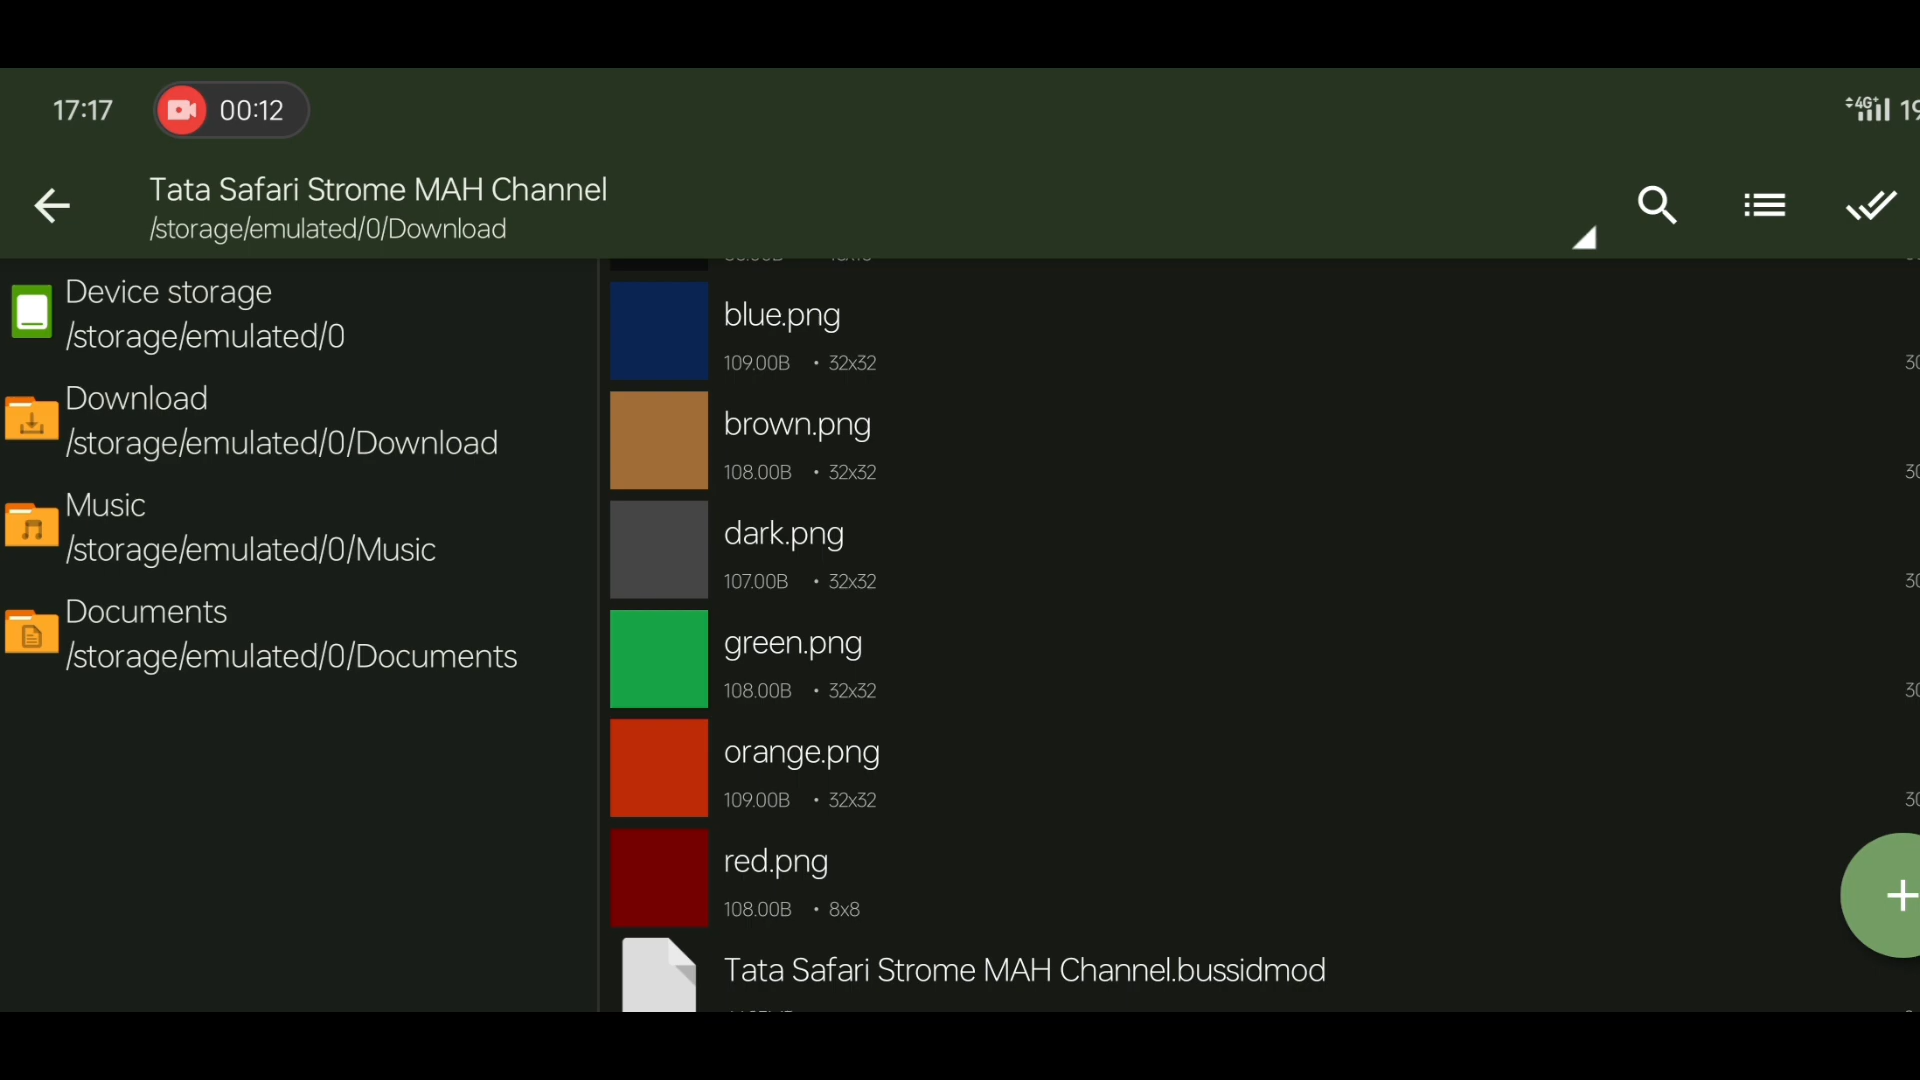 17:17
00:12
4G+
Tata Safari Strome MAH Channel
/storage/emulated/0/Download
Device storage
/storage/emulated/0
Download
/storage/emulated/0/Download
Music
/storage/emulated/0/Music
Documents
/storage/emulated/0/Documents
blue.png
109.00B • 32x32
brown.png
108.00B • 32x32
dark.png
107.00B • 32x32
green.png
108.00B • 32x32
orange.png
109.00B • 32x32
red.png
108.00B • 8x8
Tata Safari Strome MAH Channel.bussidmod